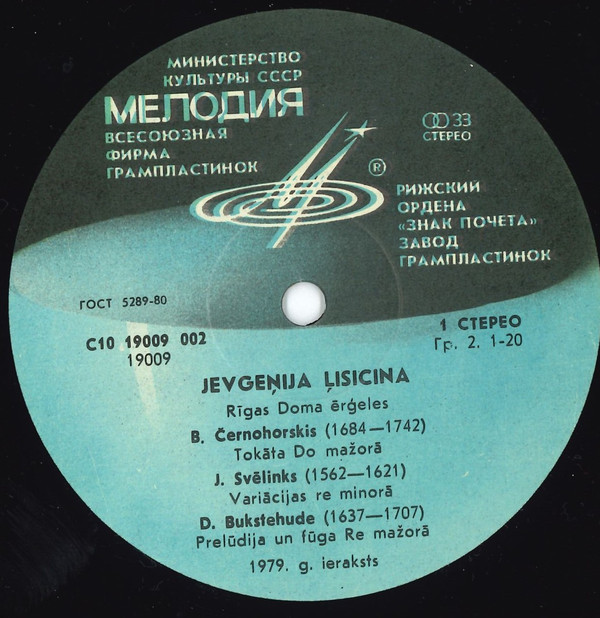 МИНИСТЕРСТВО
КУЛЬТУРЫ СССР
МЕЛОДИЯ
ВСЕСОЮЗНАЯ
ФИРМА
ГРАМПЛАСТИНОК
33
СТЕРЕО
®
РИЖСКИЙ
ОРДЕНА
«ЗНАК ПОЧЕТА»
ЗАВОД
ГРАМПЛАСТИНОК
ГОСТ 5289-80
С10 19009 002
19009
1 СТЕРЕО
Гр. 2. 1-20
JEVGEŅIJA ĻISICINA
Rīgas Doma ērģeles
B. Černohorskis (1684—1742)
Tokāta Do mažorā
J. Svēlinks (1562—1621)
Variācijas re minorā
D. Bukstehude (1637—1707)
Prelūdija un fūga Re mažorā
1979. g. ieraksts